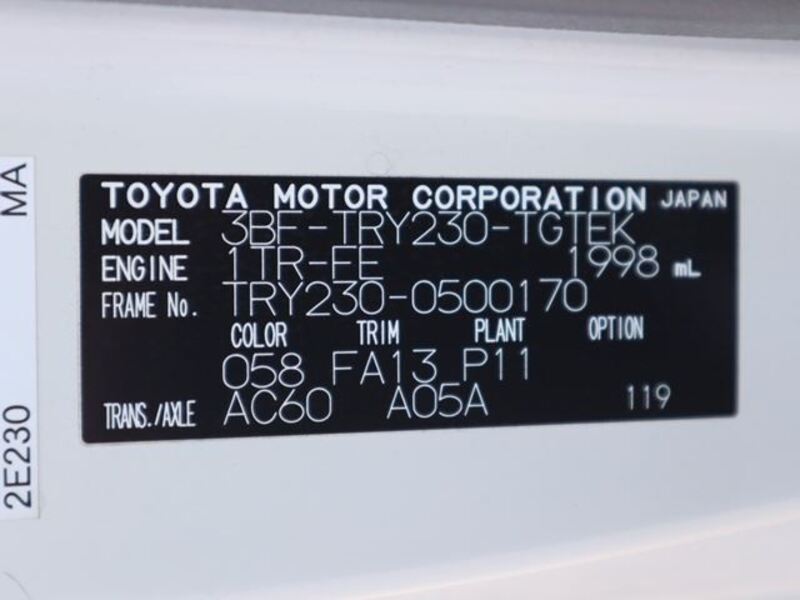 TOYOTA MOTOR CORPORATION JAPAN
MODEL 3BF-TRY230-TGTEK
ENGINE 1TR-FE 1998 mL
FRAME No. TRY230-0500170
COLOR TRIM PLANT OPTION
058 FA13 P11
TRANS./AXLE AC60 A05A 119
2E230 MA